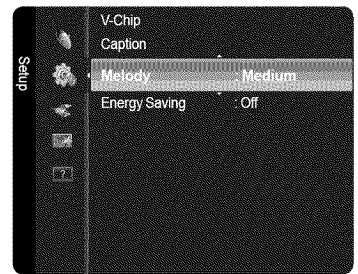 Setup
V-Chip
Caption
Melody : Medium
Energy Saving : Off
?